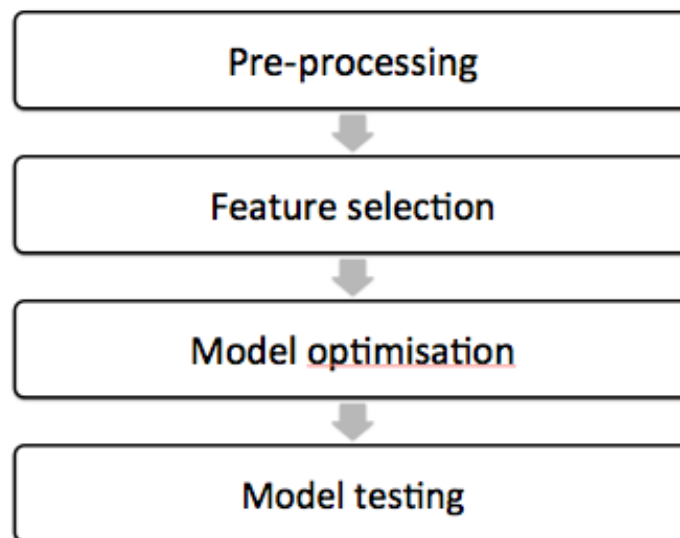 Pre-processing
Feature selection
Model optimisation
Model testing